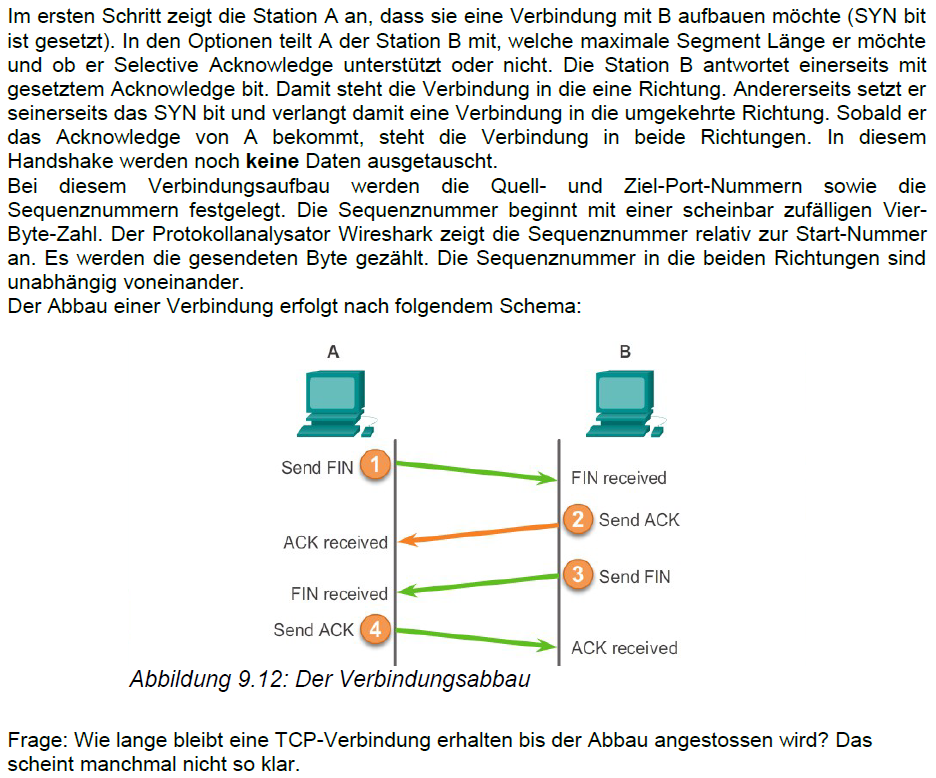 Im ersten Schritt zeigt die Station A an, dass sie eine Verbindung mit B aufbauen möchte (SYN bit
ist gesetzt). In den Optionen teilt A der Station B mit, welche maximale Segment Länge er möchte
und ob er Selective Acknowledge unterstützt oder nicht. Die Station B antwortet einerseits mit
gesetztem Acknowledge bit. Damit steht die Verbindung in die eine Richtung. Andererseits setzt er
seinerseits das SYN bit und verlangt damit eine Verbindung in die umgekehrte Richtung. Sobald er
das Acknowledge von A bekommt, steht die Verbindung in beide Richtungen. In diesem
Handshake werden noch keine Daten ausgetauscht.
Bei diesem Verbindungsaufbau werden die Quell- und Ziel-Port-Nummern sowie die
Sequenznummern festgelegt. Die Sequenznummer beginnt mit einer scheinbar zufälligen Vier-
Byte-Zahl. Der Protokollanalysator Wireshark zeigt die Sequenznummer relativ zur Start-Nummer
an. Es werden die gesendeten Byte gezählt. Die Sequenznummer in die beiden Richtungen sind
unabhängig voneinander.
Der Abbau einer Verbindung erfolgt nach folgendem Schema:
A B
Send FIN 1
FIN received
2 Send ACK
ACK received
3 Send FIN
FIN received
Send ACK 4
ACK received
Abbildung 9.12: Der Verbindungsabbau
Frage: Wie lange bleibt eine TCP-Verbindung erhalten bis der Abbau angestossen wird? Das
scheint manchmal nicht so klar.